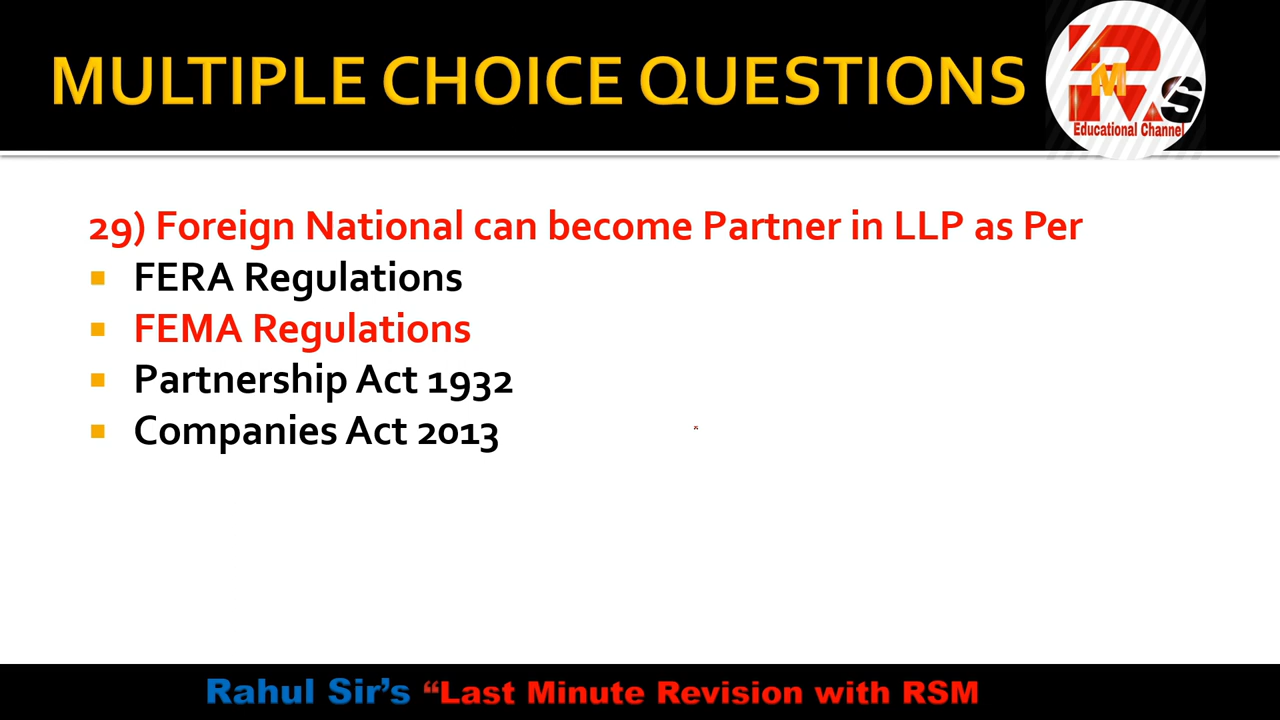 MULTIPLE CHOICE QUESTIONS
RMS
Educational Channel
29) Foreign National can become Partner in LLP as Per
FERA Regulations
FEMA Regulations
Partnership Act 1932
Companies Act 2013
Rahul Sir's “Last Minute Revision with RSM